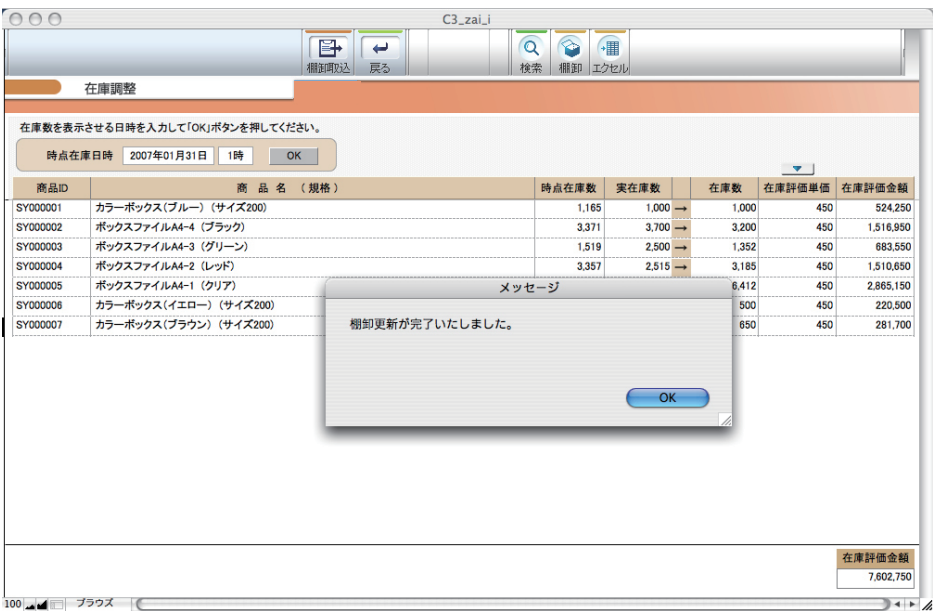 C3_zai_i
棚卸取込 戻る 検索 棚卸 エクセル
在庫調整
在庫数を表示させる日時を入力して「OK」ボタンを押してください。
時点在庫日時 2007年01月31日 1時 OK
商品ID 商 品 名 （規格） 時点在庫数 実在庫数 在庫数 在庫評価単価 在庫評価金額
SY000001 カラーボックス（ブルー）（サイズ200） 1,165 1,000 → 1,000 450 524,250
SY000002 ボックスファイルA4-4（ブラック） 3,371 3,700 → 3,200 450 1,516,950
SY000003 ボックスファイルA4-3（グリーン） 1,519 2,500 → 1,352 450 683,550
SY000004 ボックスファイルA4-2（レッド） 3,357 2,515 → 3,185 450 1,510,650
SY000005 ボックスファイルA4-1（クリア） 6,412 450 2,865,150
SY000006 カラーボックス（イエロー）（サイズ200） 500 450 220,500
SY000007 カラーボックス（ブラウン）（サイズ200） 650 450 281,700
メッセージ
棚卸更新が完了いたしました。
OK
在庫評価金額
7,602,750
100 ブラウズ